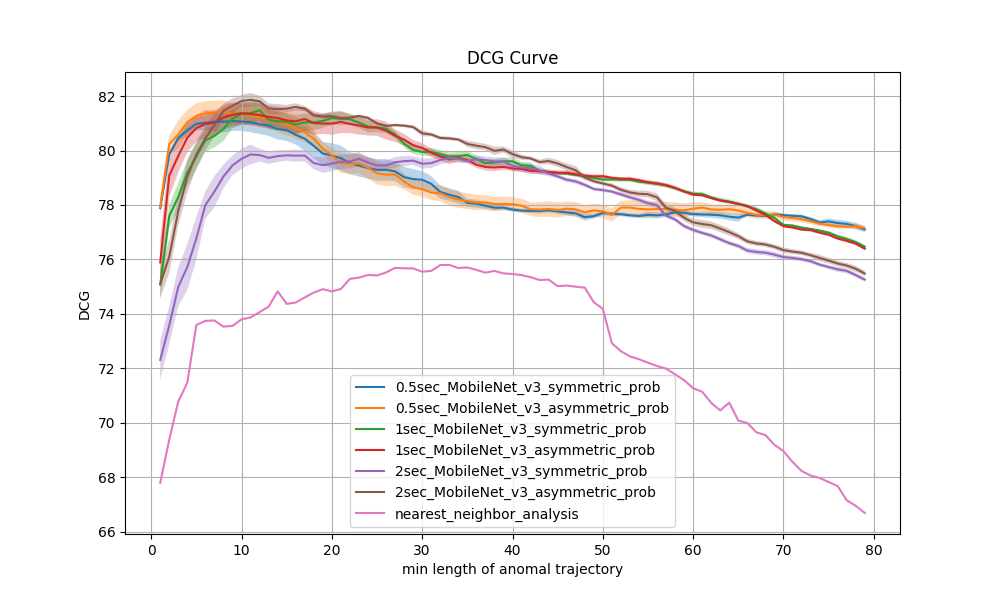 DCG Curve
82
80
78
76
74
72
70
68
66
DCG
0.5sec_MobileNet_v3_symmetric_prob
0.5sec_MobileNet_v3_asymmetric_prob
1sec_MobileNet_v3_symmetric_prob
1sec_MobileNet_v3_asymmetric_prob
2sec_MobileNet_v3_symmetric_prob
2sec_MobileNet_v3_asymmetric_prob
nearest_neighbor_analysis
0 10 20 30 40 50 60 70 80
min length of anomal trajectory